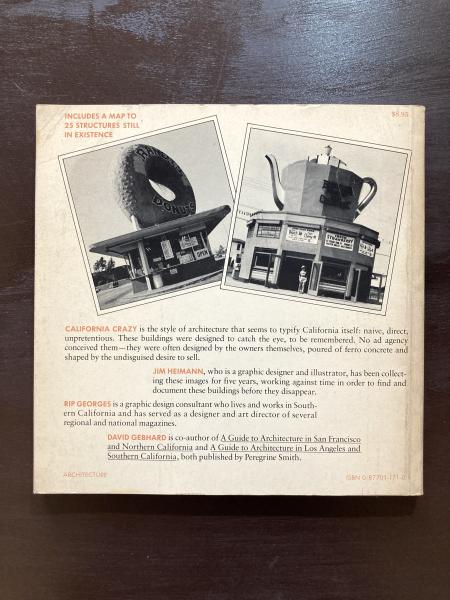 INCLUDES A MAP TO
25 STRUCTURES STILL
IN EXISTENCE
$8.95
DONUTS
OPEN
CALIFORNIA CRAZY is the style of architecture that seems to typify California itself: naive, direct,
unpretentious. These buildings were designed to catch the eye, to be remembered. No ad agency
conceived them—they were often designed by the owners themselves, poured of ferro concrete and
shaped by the undisguised desire to sell.
JIM HEIMANN, who is a graphic designer and illustrator, has been collect-
ing these images for five years, working against time in order to find and
document these buildings before they disappear.
RIP GEORGES is a graphic design consultant who lives and works in South-
ern California and has served as a designer and art director of several
regional and national magazines.
DAVID GEBHARD is co-author of A Guide to Architecture in San Francisco
and Northern California and A Guide to Architecture in Los Angeles and
Southern California, both published by Peregrine Smith.
ARCHITECTURE
ISBN 0-87701-171-0